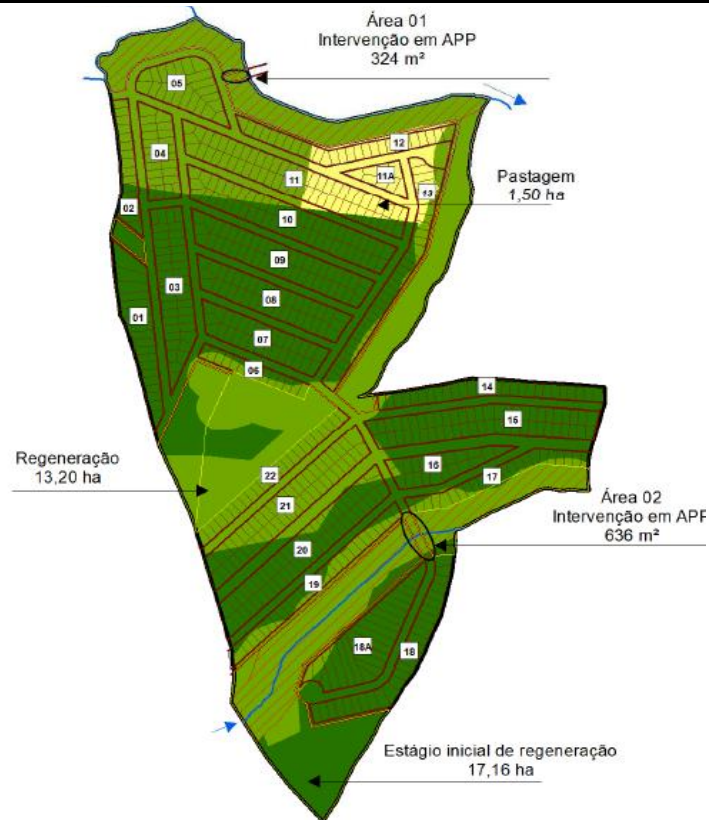 Área 01
Intervenção em APP
324 m²
05
12
04
11
11A
Pastagem
1,50 ha
13
02
10
09
03
08
01
07
06
14
15
Regeneração
13,20 ha
22
16
17
21
Área 02
Intervenção em APP
636 m²
20
19
18A
18
Estágio inicial de regeneração
17,16 ha